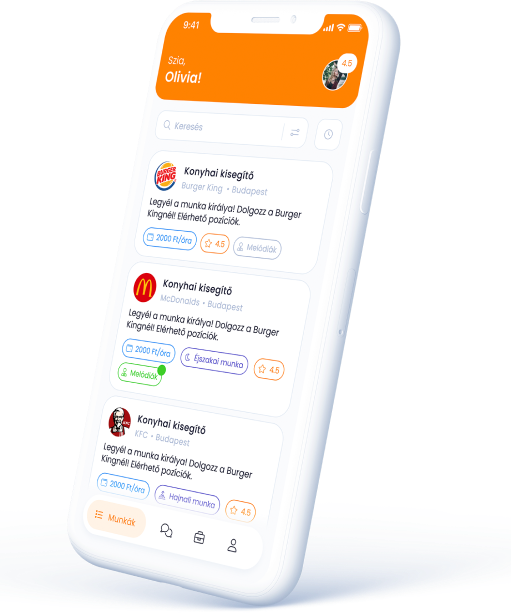 9:41
Szia,
Olivia!
4.5
Keresés
BURGER KING
Konyhai kisegítő
Burger King • Budapest
Legyél a munka királya! Dolgozz a Burger
Kingnél! Elérhető pozíciók.
2000 Ft/óra
4.5
Melódiák
Konyhai kisegítő
McDonalds • Budapest
Legyél a munka királya! Dolgozz a Burger
Kingnél! Elérhető pozíciók.
2000 Ft/óra
Éjszakai munka
4.5
Melódiák
KFC
Konyhai kisegítő
KFC • Budapest
Legyél a munka királya! Dolgozz a Burger
Kingnél! Elérhető pozíciók.
2000 Ft/óra
Hajnali munka
4.5
Munkák